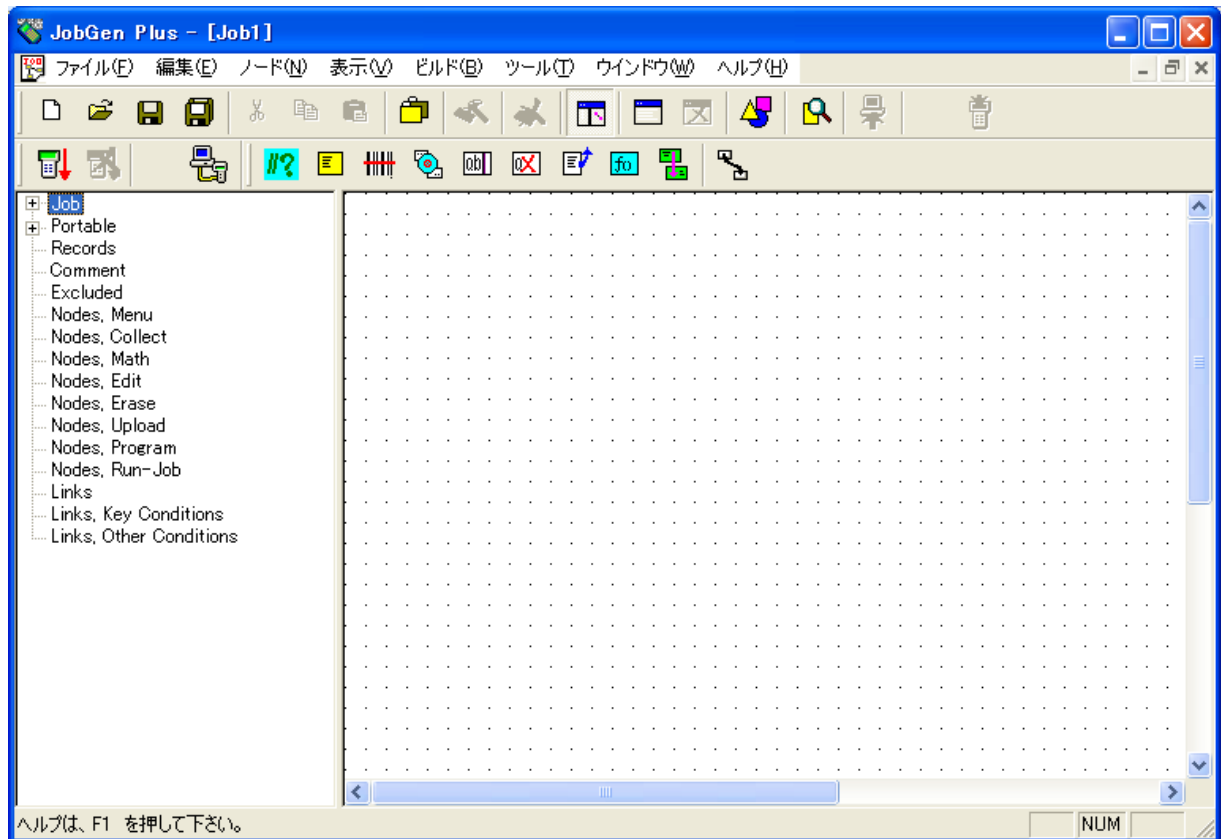 JobGen Plus - [Job1]
ファイル(F) 編集(E) ノード(N) 表示(V) ビルド(B) ツール(T) ウインドウ(W) ヘルプ(H)
Job
Portable
Records
Comment
Excluded
Nodes, Menu
Nodes, Collect
Nodes, Math
Nodes, Edit
Nodes, Erase
Nodes, Upload
Nodes, Program
Nodes, Run-Job
Links
Links, Key Conditions
Links, Other Conditions
ヘルプは、F1 を押して下さい。
NUM